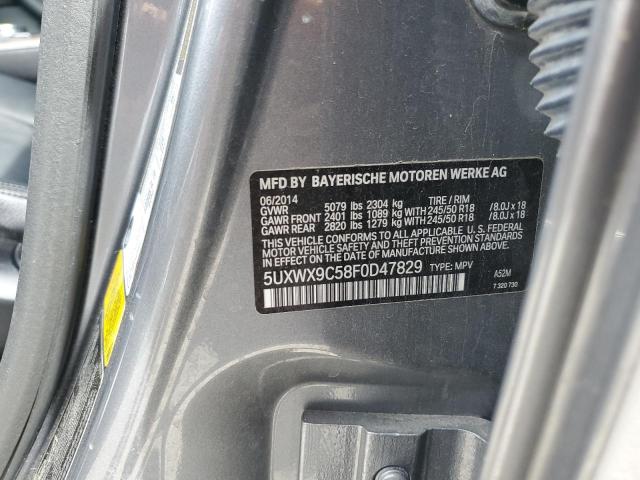 MFD BY BAYERISCHE MOTOREN WERKE AG
06/2014 TIRE / RIM
GVWR 5079 lbs 2304 kg
GAWR FRONT 2401 lbs 1089 kg WITH 245/50 R18 / 8.0J x 18
GAWR REAR 2820 lbs 1279 kg WITH 245/50 R18 / 8.0J x 18
THIS VEHICLE CONFORMS TO ALL APPLICABLE U.S. FEDERAL
MOTOR VEHICLE SAFETY, BUMPER, AND THEFT PREVENTION
STANDARDS IN EFFECT ON THE DATE OF MANUFACTURE SHOWN ABOVE.
5UXWX9C58F0D47829 TYPE: MPV A52M
7 320 730